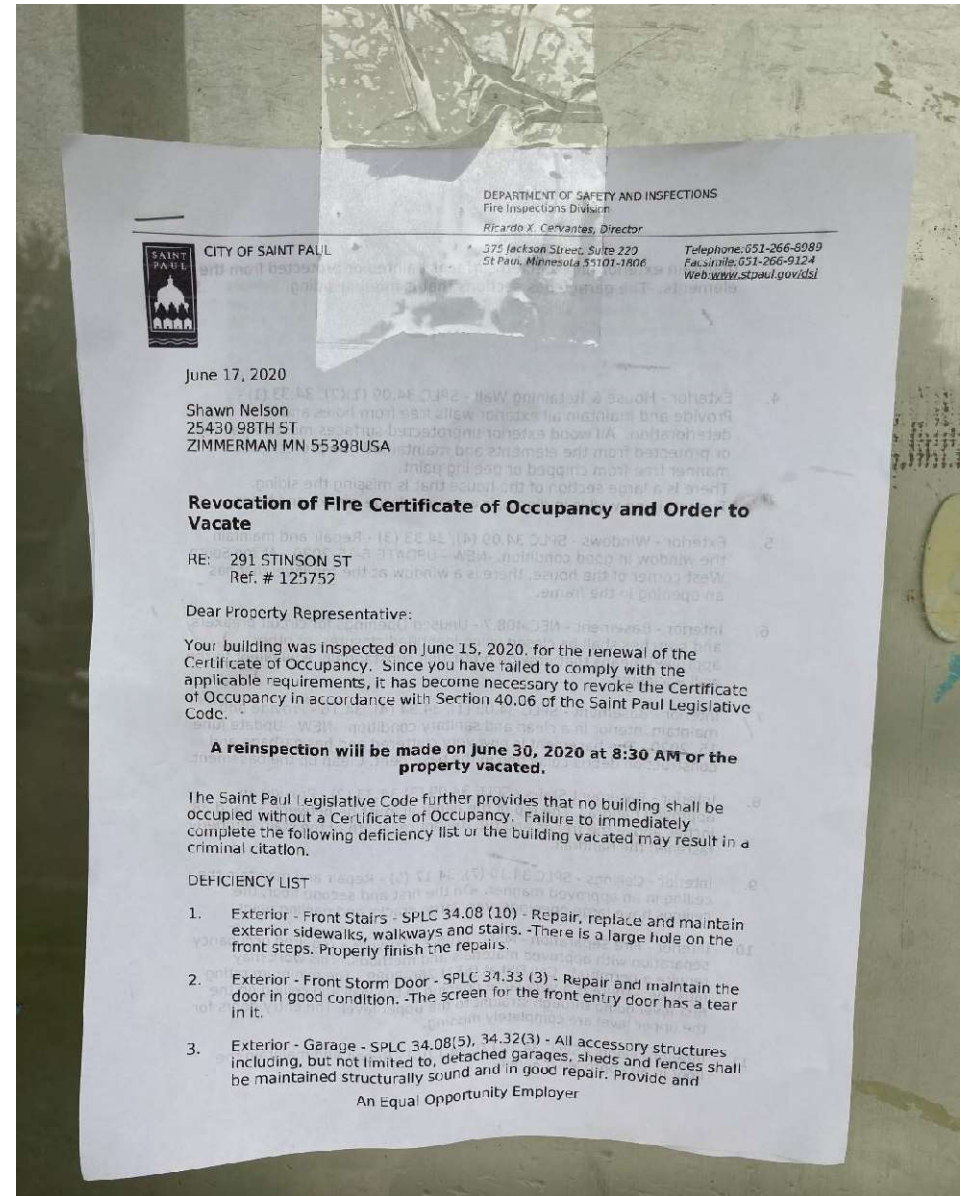 DEPARTMENT OF SAFETY AND INSPECTIONS
Fire Inspections Division
Ricardo X. Cervantes, Director
SAINT
PAUL
CITY OF SAINT PAUL
375 Jackson Street, Suite 220
St Paul, Minnesota 55101-1806
Telephone:651-266-8989
Facsimile:651-266-9124
Web:www.stpaul.gov/dsi
June 17, 2020
Shawn Nelson
25430 98TH ST
ZIMMERMAN MN 55398USA
Revocation of Fire Certificate of Occupancy and Order to
Vacate
RE: 291 STINSON ST
Ref. # 125752
Dear Property Representative:
Your building was inspected on June 15, 2020, for the renewal of the
Certificate of Occupancy. Since you have failed to comply with the
applicable requirements, it has become necessary to revoke the Certificate
of Occupancy in accordance with Section 40.06 of the Saint Paul Legislative
Code.
A reinspection will be made on June 30, 2020 at 8:30 AM or the
property vacated.
The Saint Paul Legislative Code further provides that no building shall be
occupied without a Certificate of Occupancy. Failure to immediately
complete the following deficiency list or the building vacated may result in a
criminal citation.
DEFICIENCY LIST
1. Exterior - Front Stairs - SPLC 34.08 (10) - Repair, replace and maintain
exterior sidewalks, walkways and stairs. -There is a large hole on the
front steps. Properly finish the repairs.
2. Exterior - Front Storm Door - SPLC 34.33 (3) - Repair and maintain the
door in good condition. -The screen for the front entry door has a tear
in it.
3. Exterior - Garage - SPLC 34.08(5), 34.32(3) - All accessory structures
including, but not limited to, detached garages, sheds and fences shall
be maintained structurally sound and in good repair. Provide and
An Equal Opportunity Employer